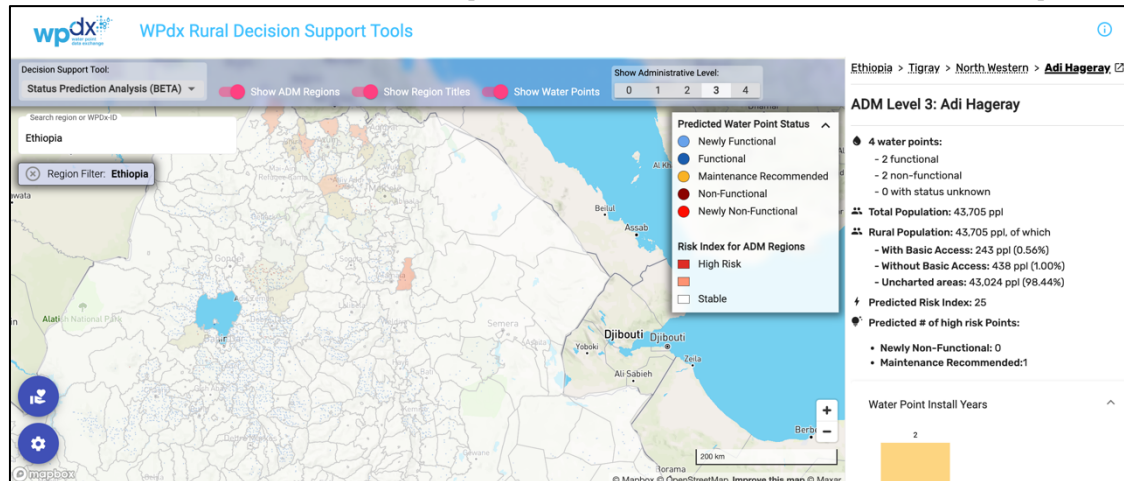 wpdx
water point
data exchange
WPdx Rural Decision Support Tools
Decision Support Tool:
Status Prediction Analysis (BETA)
Show ADM Regions
Show Region Titles
Show Water Points
Show Administrative Level:
0 1 2 3 4
Search region or WPDx-ID
Ethiopia
Region Filter: Ethiopia
Predicted Water Point Status
Newly Functional
Functional
Maintenance Recommended
Non-Functional
Newly Non-Functional
Risk Index for ADM Regions
High Risk
Stable
Beilul
Assab
Gonder
Semera
Djibouti
Djibouti
Yoboki
Zeila
Ali Sabieh
Gewane
200 km
mapbox
© Mapbox © OpenStreetMap Improve this map © Maxar
Ethiopia > Tigray > North Western > Adi Hageray
ADM Level 3: Adi Hageray
4 water points:
- 2 functional
- 2 non-functional
- 0 with status unknown
Total Population: 43,705 ppl
Rural Population: 43,705 ppl, of which
- With Basic Access: 243 ppl (0.56%)
- Without Basic Access: 438 ppl (1.00%)
- Uncharted areas: 43,024 ppl (98.44%)
Predicted Risk Index: 25
Predicted # of high risk Points:
• Newly Non-Functional: 0
• Maintenance Recommended:1
Water Point Install Years
2